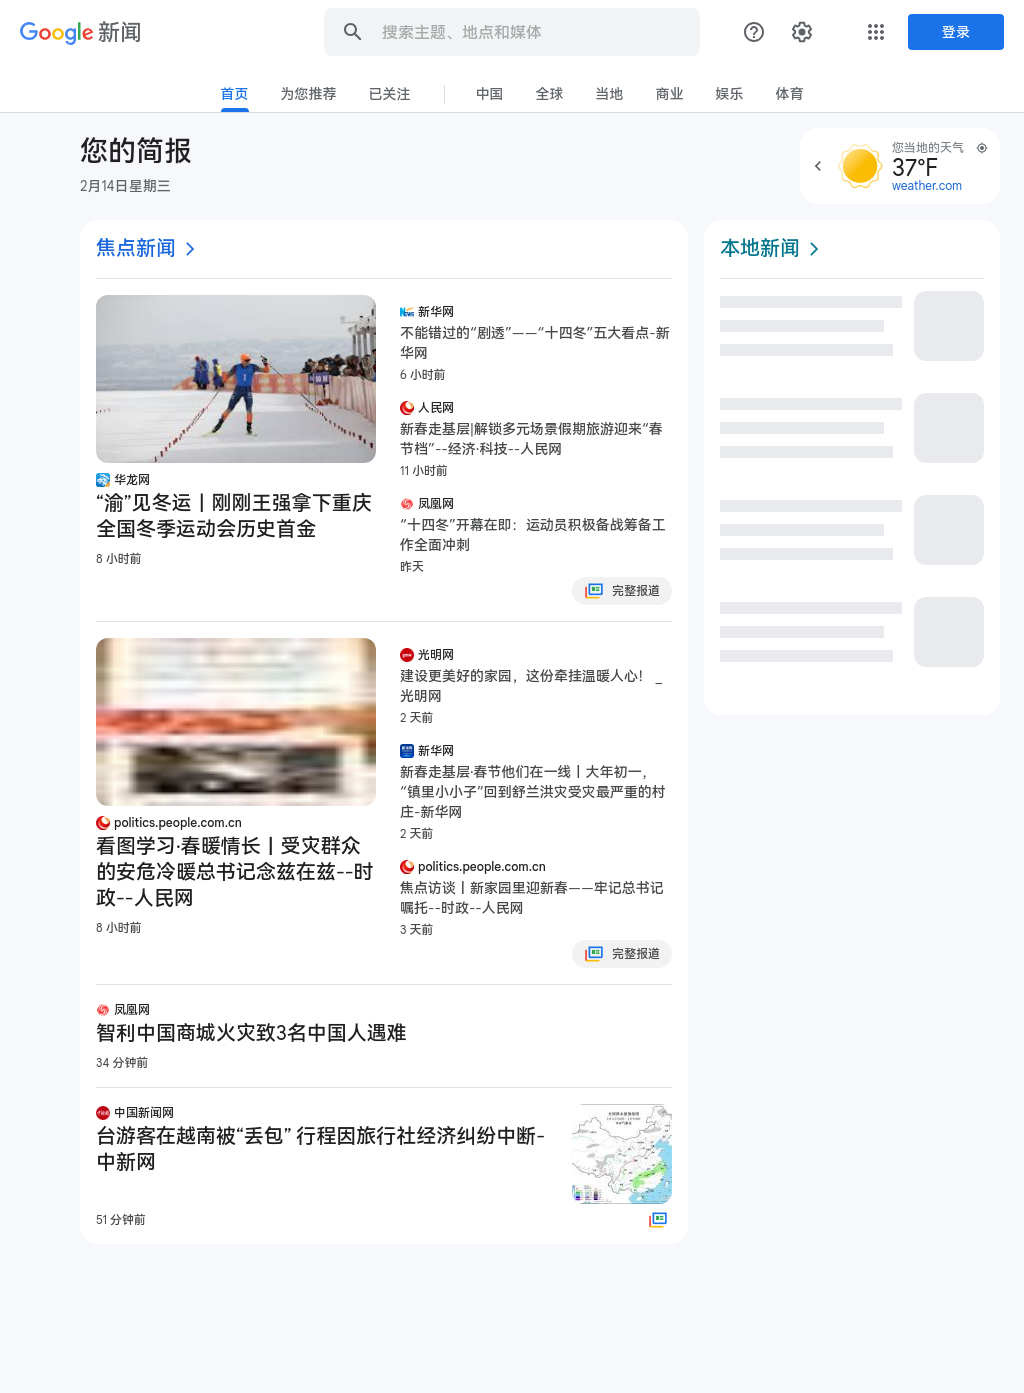 Google 新闻
搜索主题、地点和媒体
登录
首页
为您推荐
已关注
中国
全球
当地
商业
娱乐
体育
您的简报
2月14日星期三
您当地的天气
37°F
weather.com
焦点新闻
华龙网
“渝”见冬运丨刚刚王强拿下重庆
全国冬季运动会历史首金
8 小时前
新华网
不能错过的“剧透”——“十四冬”五大看点-新
华网
6 小时前
人民网
新春走基层|解锁多元场景假期旅游迎来“春
节档”--经济·科技--人民网
11 小时前
凤凰网
“十四冬”开幕在即：运动员积极备战筹备工
作全面冲刺
昨天
完整报道
politics.people.com.cn
看图学习·春暖情长丨受灾群众
的安危冷暖总书记念兹在兹--时
政--人民网
8 小时前
光明网
建设更美好的家园，这份牵挂温暖人心！ _
光明网
2 天前
新华网
新春走基层·春节他们在一线丨大年初一，
“镇里小小子”回到舒兰洪灾受灾最严重的村
庄-新华网
2 天前
politics.people.com.cn
焦点访谈丨新家园里迎新春——牢记总书记
嘱托--时政--人民网
3 天前
完整报道
凤凰网
智利中国商城火灾致3名中国人遇难
34 分钟前
中国新闻网
台游客在越南被“丢包” 行程因旅行社经济纠纷中断-
中新网
51 分钟前
本地新闻